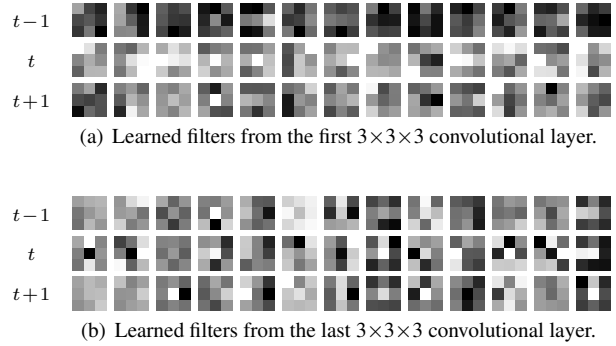 t−1
t
t+1
(a) Learned filters from the first 3×3×3 convolutional layer.
t−1
t
t+1
(b) Learned filters from the last 3×3×3 convolutional layer.